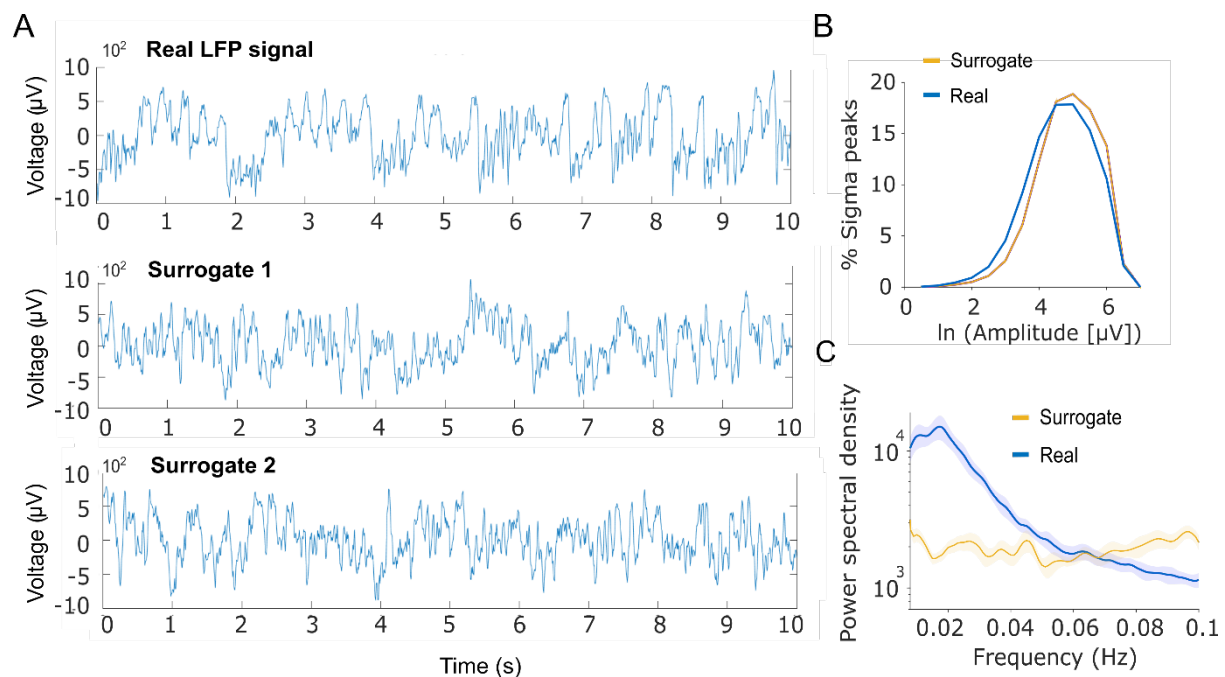 A
Real LFP signal
10²
Voltage (µV)
10
5
0
-5
-10
0 1 2 3 4 5 6 7 8 9 10
Surrogate 1
10²
Voltage (µV)
10
5
0
-5
-10
0 1 2 3 4 5 6 7 8 9 10
Surrogate 2
10²
Voltage (µV)
10
5
0
-5
-10
0 1 2 3 4 5 6 7 8 9 10
Time (s)
B
Surrogate
Real
% Sigma peaks
20
15
10
5
0
0 2 4 6
ln (Amplitude [µV])
C
Surrogate
Real
Power spectral density
10⁴
10³
0.02 0.04 0.06 0.08 0.1
Frequency (Hz)